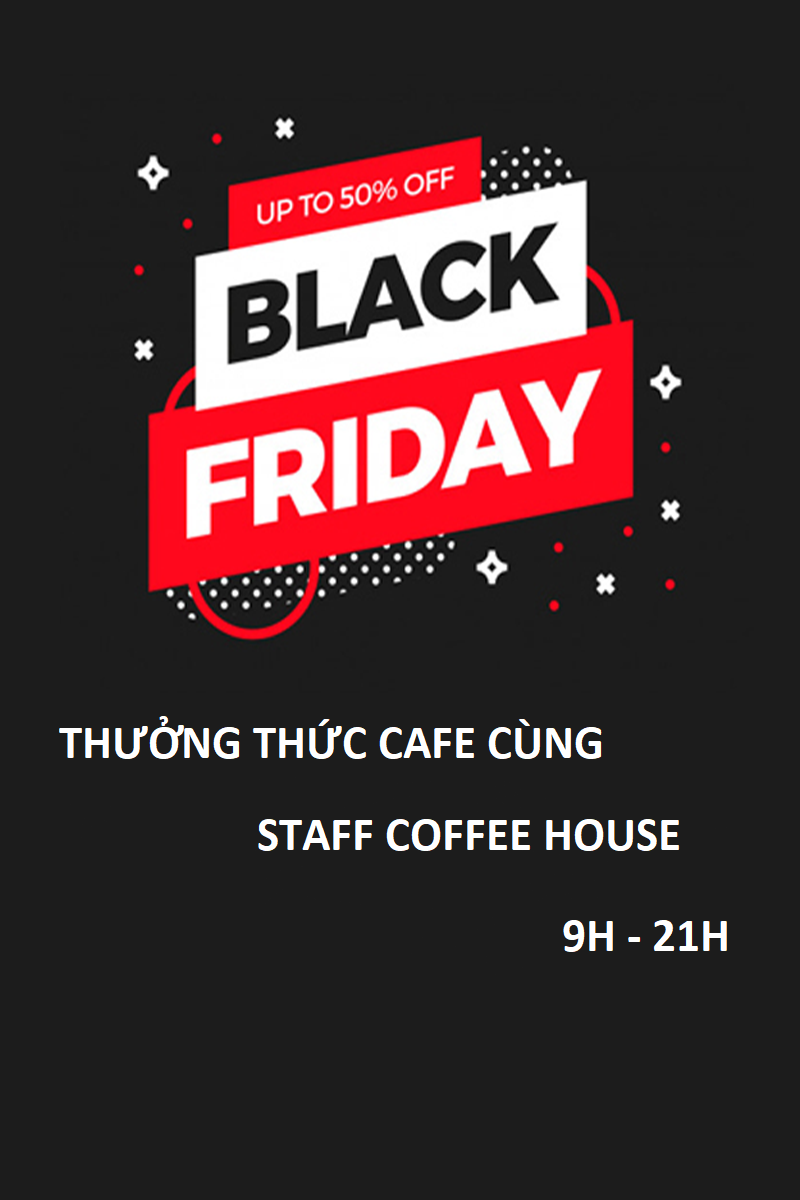 UP TO 50% OFF
BLACK
FRIDAY
THƯỞNG THỨC CAFE CÙNG
STAFF COFFEE HOUSE
9H - 21H